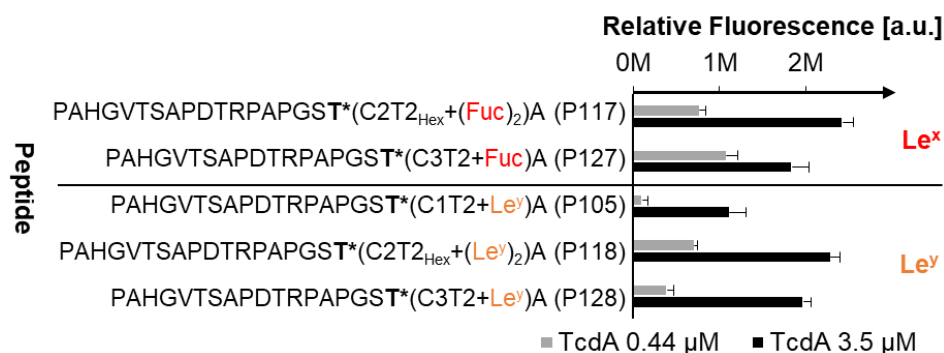 Relative Fluorescence [a.u.]
0M 1M 2M
Peptide
PAHGVTSAPDTRPAPGST*(C2T2Hex+(Fuc)2)A (P117)
PAHGVTSAPDTRPAPGST*(C3T2+Fuc)A (P127)
Lex
PAHGVTSAPDTRPAPGST*(C1T2+Ley)A (P105)
PAHGVTSAPDTRPAPGST*(C2T2Hex+(Ley)2)A (P118)
PAHGVTSAPDTRPAPGST*(C3T2+Ley)A (P128)
Ley
TcdA 0.44 µM TcdA 3.5 µM